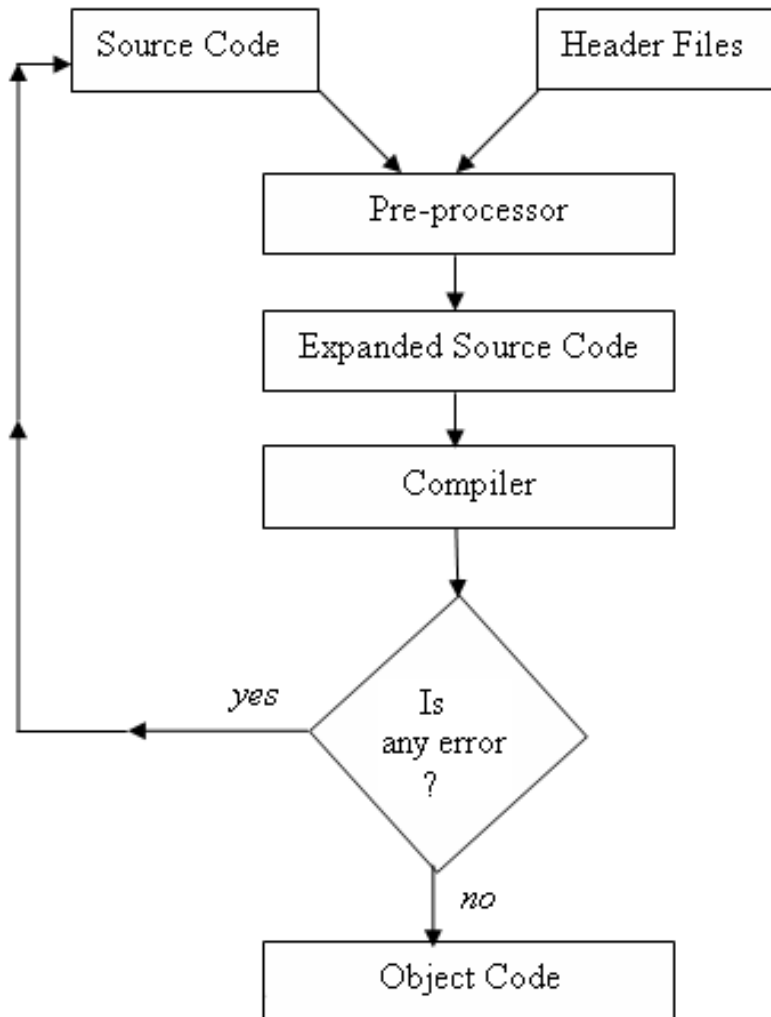 Source Code
Header Files
Pre-processor
Expanded Source Code
Compiler
yes
Is
any error
?
no
Object Code